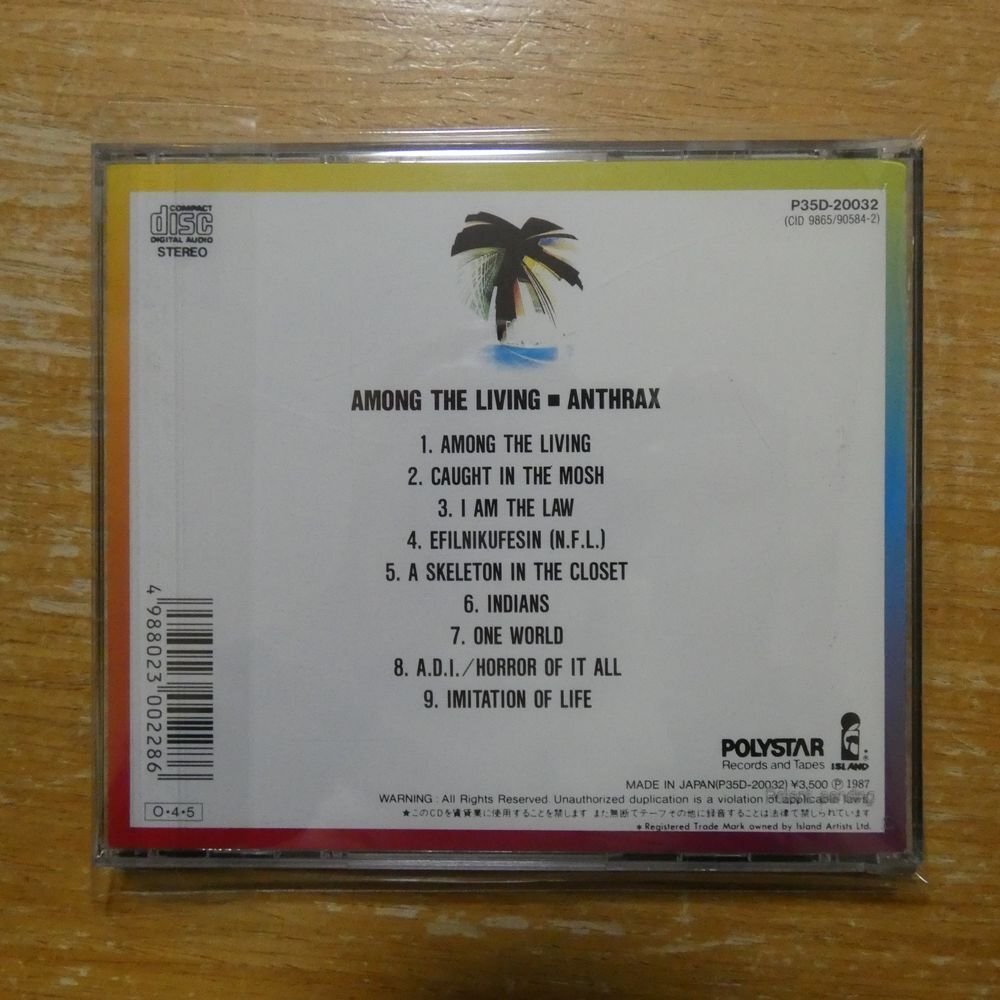 COMPACT
disc
DIGITAL AUDIO
STEREO
P35D-20032
(CID 9865/90584-2)
AMONG THE LIVING ■ ANTHRAX
1. AMONG THE LIVING
2. CAUGHT IN THE MOSH
3. I AM THE LAW
4. EFILNIKUFESIN (N.F.L.)
5. A SKELETON IN THE CLOSET
6. INDIANS
7. ONE WORLD
8. A.D.I./HORROR OF IT ALL
9. IMITATION OF LIFE
4 988023 002286
O•4•5
POLYSTAR
Records and Tapes
ISLAND
MADE IN JAPAN(P35D-20032) ¥3,500 Ⓟ 1987
WARNING : All Rights Reserved. Unauthorized duplication is a violation of applicable laws.
★このCDを賃貸業に使用することを禁じます また無断でテープその他に録音することは法律で禁じられています
* Registered Trade Mark owned by Island Artists Ltd.